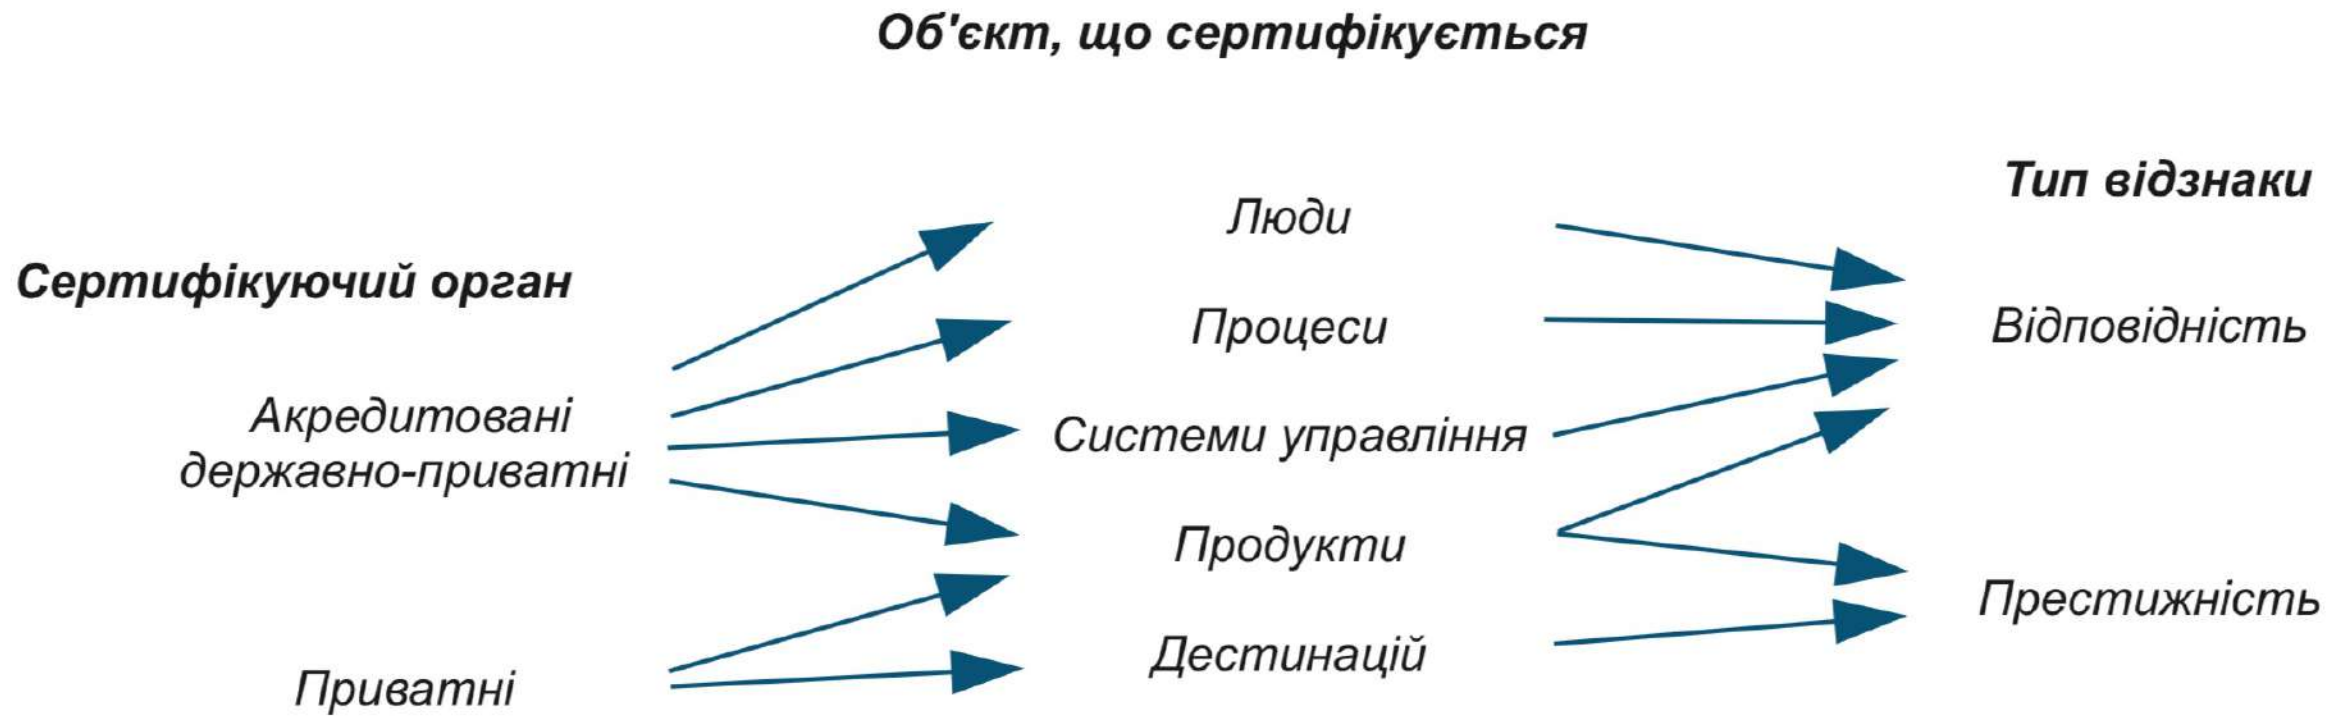 Об'єкт, що сертифікується
Сертифікуючий орган
Акредитовані
державно-приватні
Приватні
Люди
Процеси
Системи управління
Продукти
Дестинацій
Тип відзнаки
Відповідність
Престижність